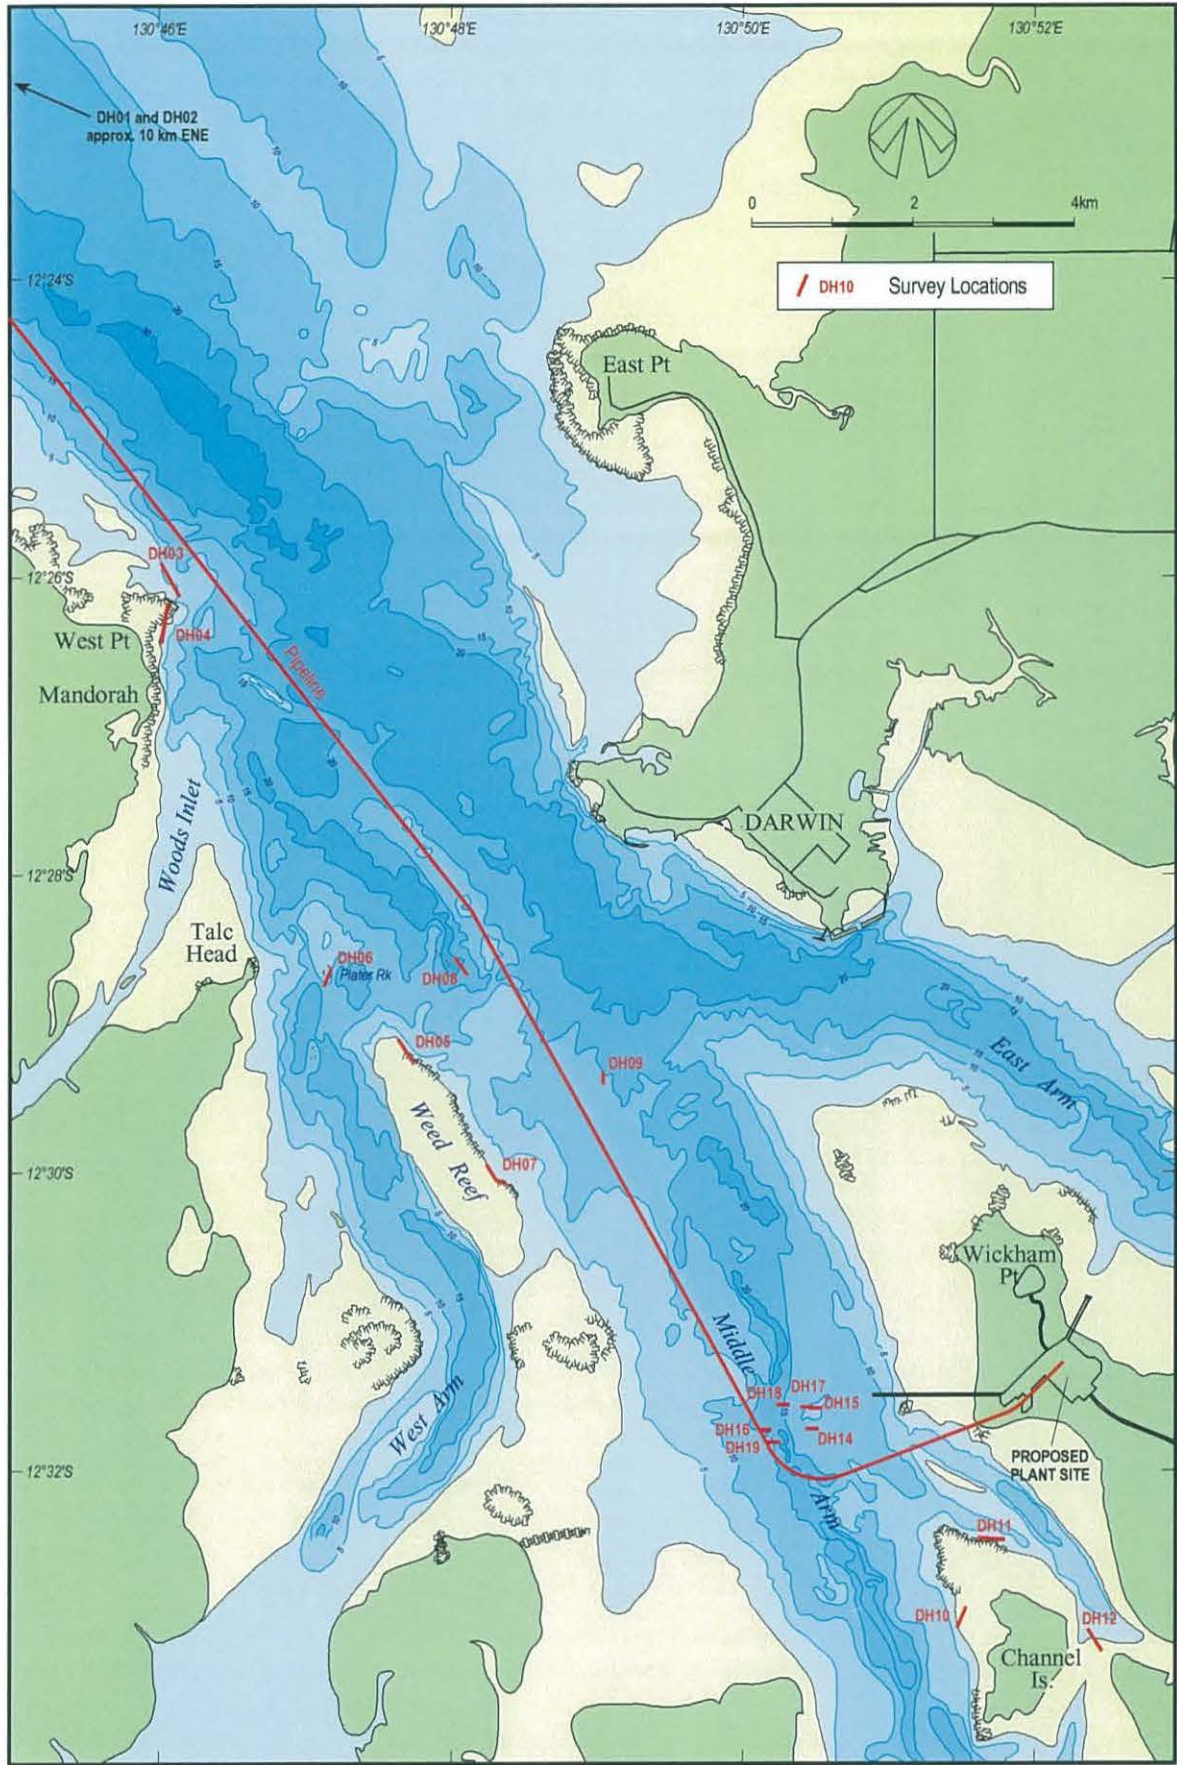 130°46'E
130°48'E
130°50'E
130°52'E
DH01 and DH02
approx. 10 km ENE
0
2
4km
DH10
Survey Locations
12°24'S
East Pt
DH03
12°26'S
West Pt
DH04
Mandorah
Pipeline
Woods Inlet
DARWIN
12°28'S
Talc
Head
DH06
Plater Rk
DH08
DH05
DH09
East Arm
Weed Reef
12°30'S
DH07
Wickham
Pt
Middle
Arm
DH18
DH17
DH15
DH16
DH14
DH19
West Arm
PROPOSED
PLANT SITE
12°32'S
DH11
DH10
DH12
Channel
Is.